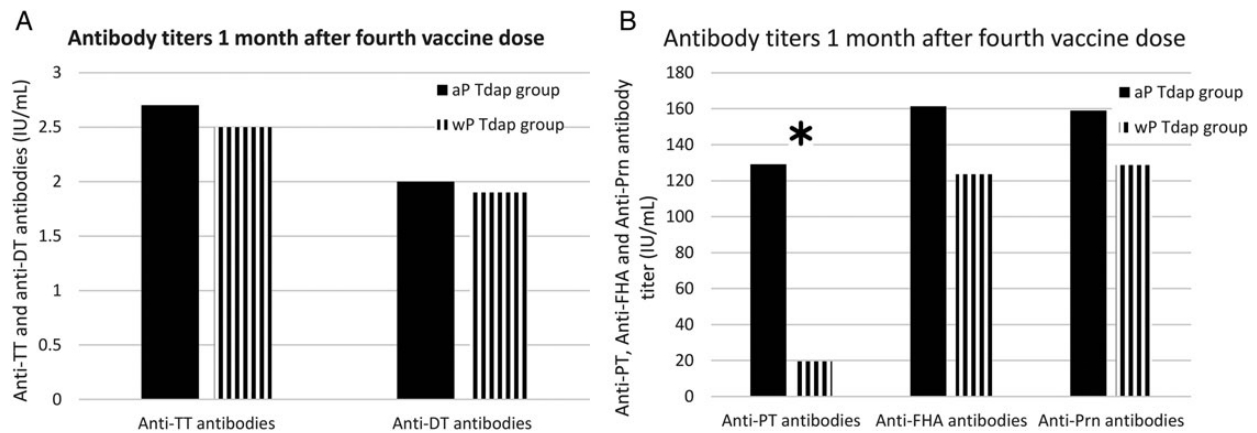 A
Antibody titers 1 month after fourth vaccine dose
Anti-TT and anti-DT antibodies (IU/mL)
3
2.5
2
1.5
1
0.5
0
aP Tdap group
wP Tdap group
Anti-TT antibodies
Anti-DT antibodies
B
Antibody titers 1 month after fourth vaccine dose
Anti-PT, Anti-FHA and Anti-Prn antibody
titer (IU/mL)
180
160
140
120
100
80
60
40
20
0
*
aP Tdap group
wP Tdap group
Anti-PT antibodies
Anti-FHA antibodies
Anti-Prn antibodies